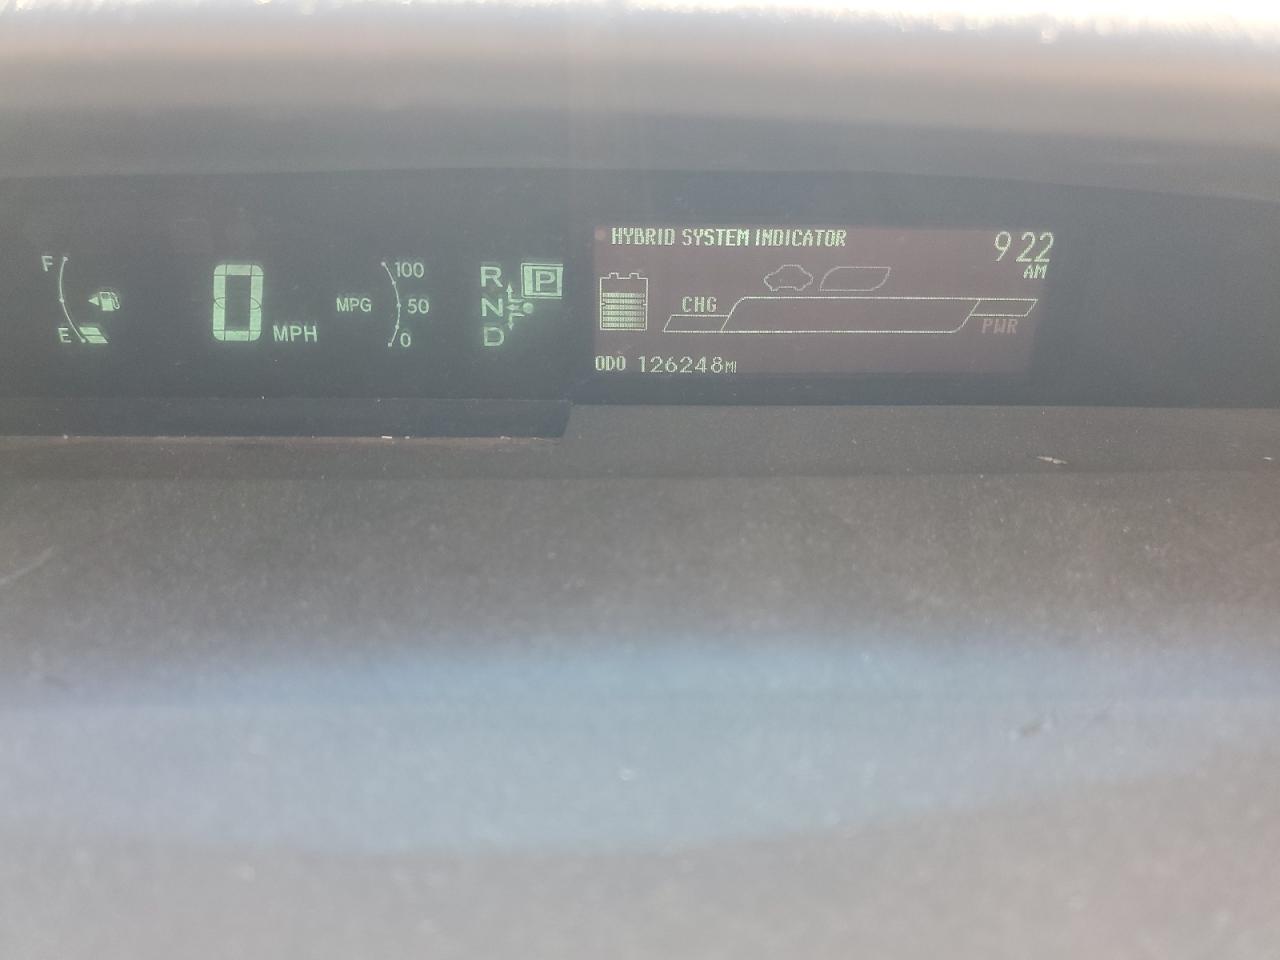 HYBRID SYSTEM INDICATOR 9 22
AM
F
E
0 MPH
MPG
100
50
0
R P
N
D
CHG
PWR
ODO 126248MI